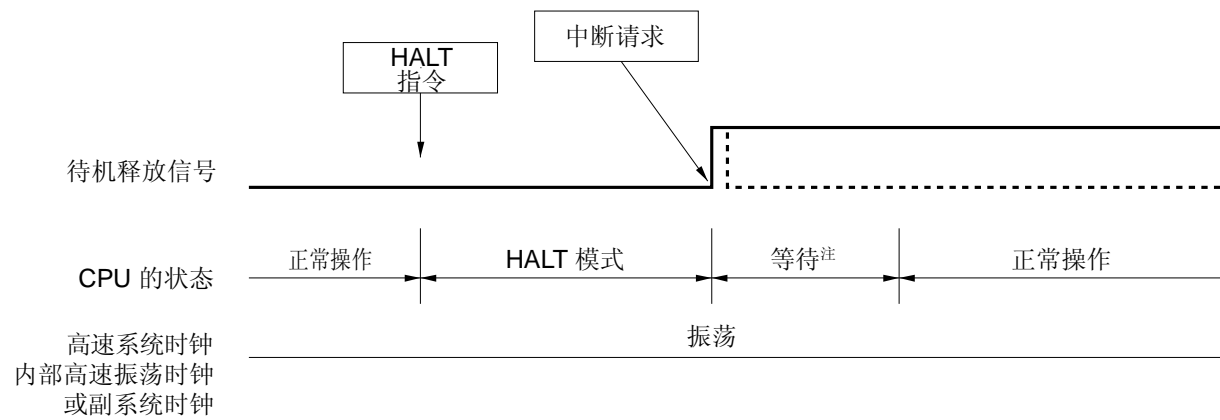 中断请求
HALT
指令
待机释放信号
正常操作
HALT 模式
等待注
正常操作
CPU 的状态
振荡
高速系统时钟
内部高速振荡时钟
或副系统时钟